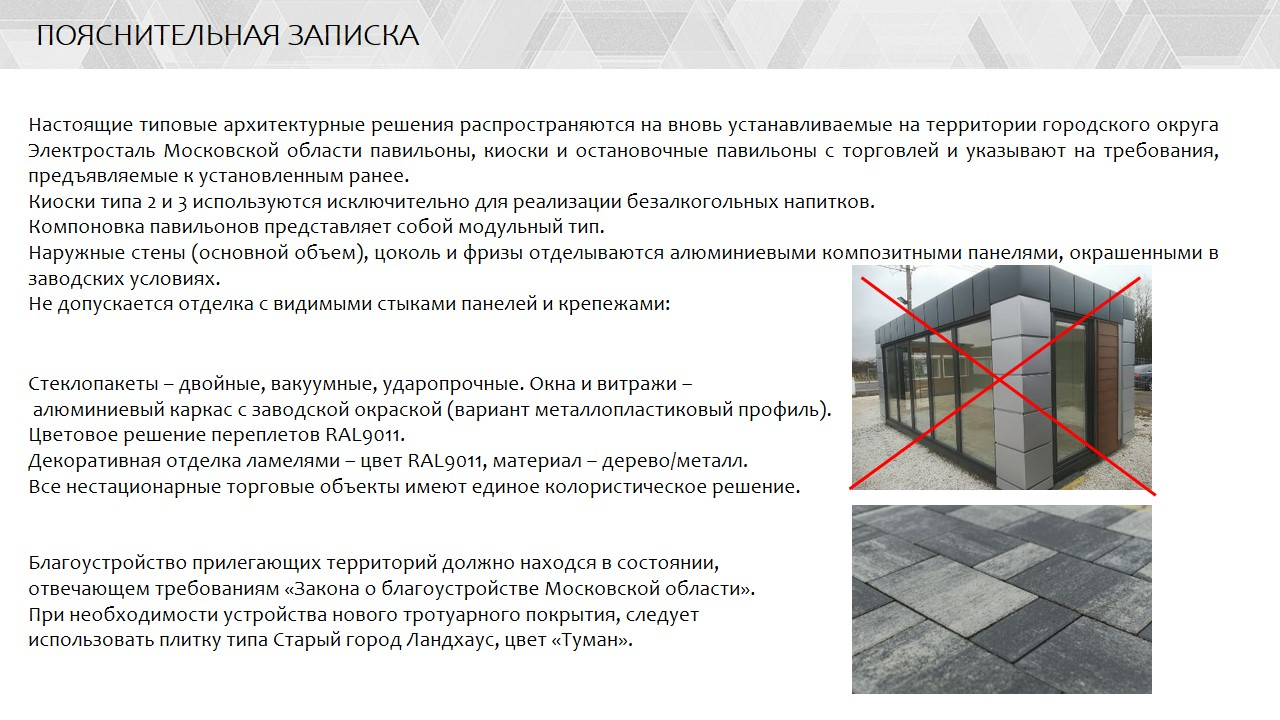 ПОЯСНИТЕЛЬНАЯ ЗАПИСКА
Настоящие типовые архитектурные решения распространяются на вновь устанавливаемые на территории городского округа
Электросталь Московской области павильоны, киоски и остановочные павильоны с торговлей и указывают на требования,
предъявляемые к установленным ранее.
Киоски типа 2 и 3 используются исключительно для реализации безалкогольных напитков.
Компоновка павильонов представляет собой модульный тип.
Наружные стены (основной объем), цоколь и фризы отделываются алюминиевыми композитными панелями, окрашенными в
заводских условиях.
Не допускается отделка с видимыми стыками панелей и крепежами:
Стеклопакеты – двойные, вакуумные, ударопрочные. Окна и витражи –
алюминиевый каркас с заводской окраской (вариант металлопластиковый профиль).
Цветовое решение переплетов RAL9011.
Декоративная отделка ламелями – цвет RAL9011, материал – дерево/металл.
Все нестационарные торговые объекты имеют единое колористическое решение.
Благоустройство прилегающих территорий должно находся в состоянии,
отвечающем требованиям «Закона о благоустройстве Московской области».
При необходимости устройства нового тротуарного покрытия, следует
использовать плитку типа Старый город Ландхаус, цвет «Туман».